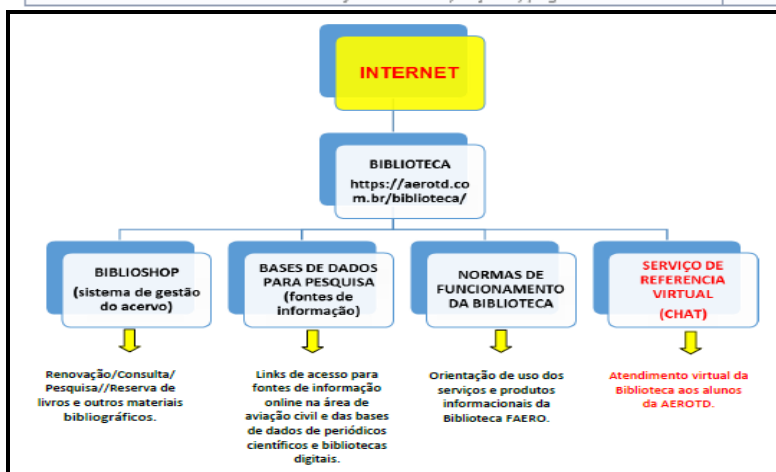 INTERNET
BIBLIOTECA
https://aerotd.co
m.br/biblioteca/
BIBLIOSHOP
(sistema de gestão
do acervo)
BASES DE DADOS
PARA PESQUISA
(fontes de
informação)
NORMAS DE
FUNCIONAMENTO
DA BIBLIOTECA
SERVIÇO DE
REFERENCIA
VIRTUAL
(CHAT)
Renovação/Consulta/
Pesquisa//Reserva de
livros e outros materiais
bibliográficos.
Links de acesso para
fontes de informação
online na área de
aviação civil e das bases
de dados de periódicos
científicos e bibliotecas
digitais.
Orientação de uso dos
serviços e produtos
informacionais da
Biblioteca FAERO.
Atendimento virtual da
Biblioteca aos alunos
da AEROTD.